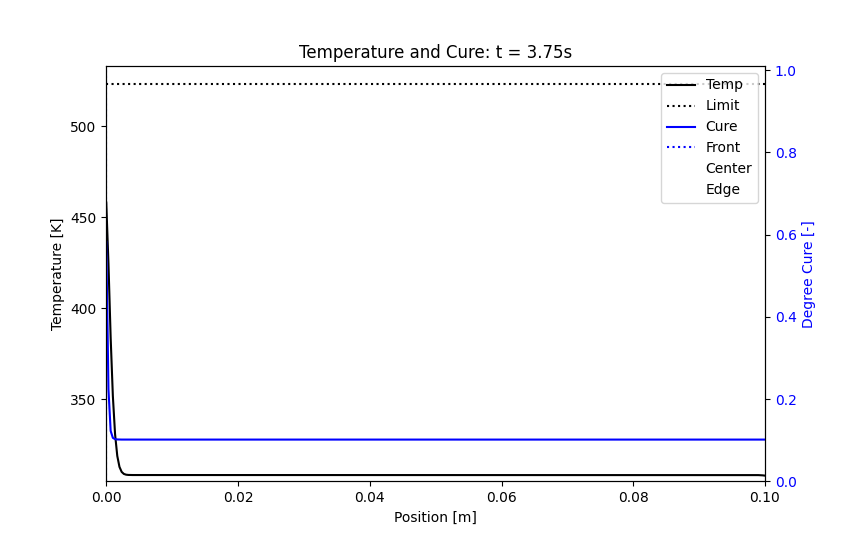 Temperature and Cure: t = 3.75s
Temp
Limit
Cure
Front
Center
Edge
Temperature [K]
500
450
400
350
Degree Cure [-]
1.0
0.8
0.6
0.4
0.2
0.0
0.00 0.02 0.04 0.06 0.08 0.10
Position [m]